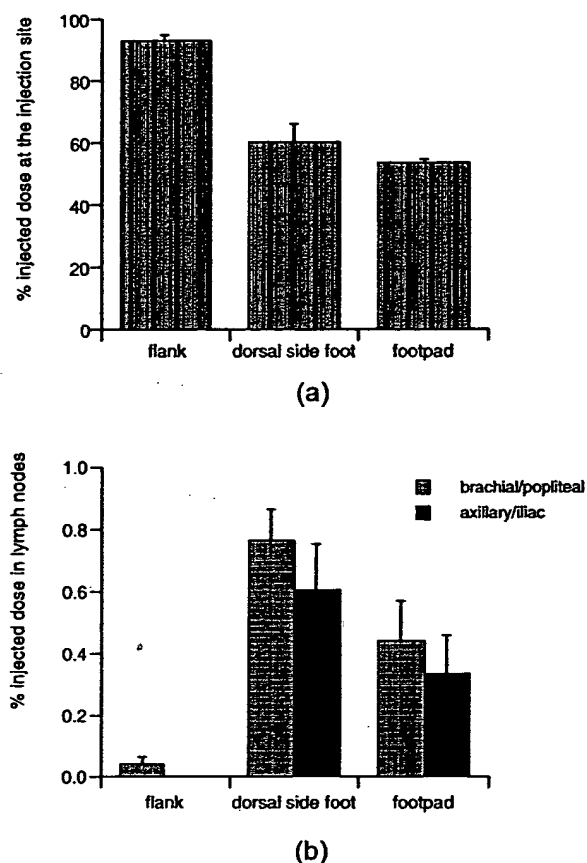 % injected dose at the injection site
100
80
60
40
20
0
flank dorsal side foot footpad
(a)
% injected dose in lymph nodes
1.0
0.8
0.6
0.4
0.2
0.0
brachial/popliteal
axillary/iliac
flank dorsal side foot footpad
(b)